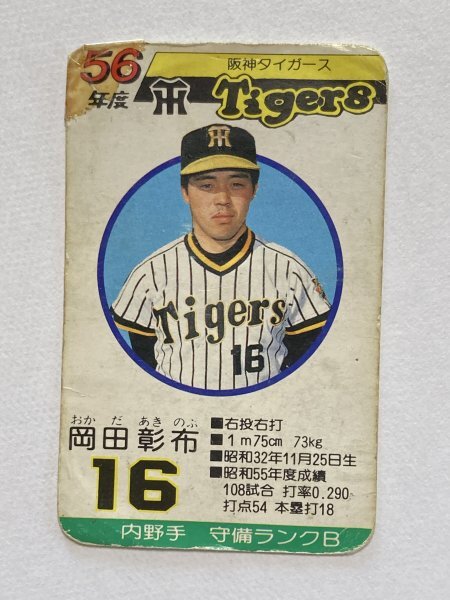 56
年度
阪神タイガース
TH Tigers
TH
Tigers
16
おか だ あき のぶ
岡田彰布
16
■右投右打
■1m75cm 73kg
■昭和32年11月25日生
■昭和55年度成績
108試合 打率0.290
打点54 本塁打18
内野手 守備ランクB